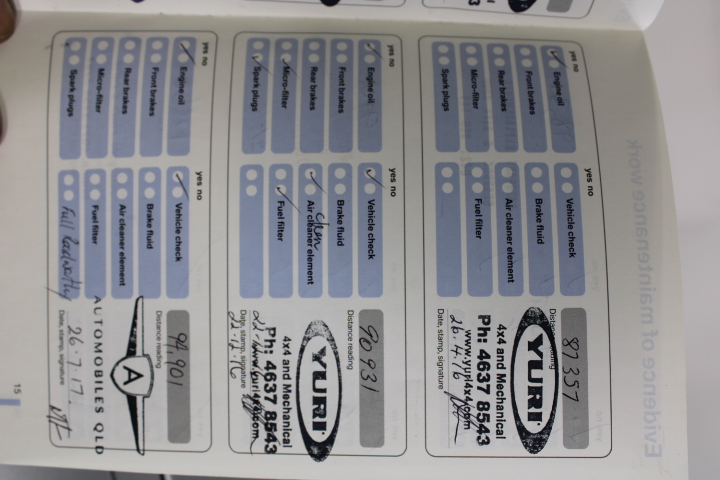 yes no
Engine oil
Front brakes
Rear brakes
Micro-filter
Spark plugs
yes no
Vehicle check
Brake fluid
Air cleaner element
Fuel filter
87357
YURI
4x4 and Mechanical
Ph: 4637 8543
www.yuri4x4.com
26.4.16
Date, stamp, signature
yes no
Engine oil
Front brakes
Rear brakes
Micro-filter
Spark plugs
yes no
Vehicle check
Brake fluid
Clean
Air cleaner element
Fuel filter
90931
Distance reading
YURI
4x4 and Mechanical
Ph: 4637 8543
www.yuri4x4.com
22.12.16
Date, stamp, signature
yes no
Engine oil
Front brakes
Rear brakes
Micro-filter
Spark plugs
yes no
Vehicle check
Brake fluid
Air cleaner element
Fuel filter
Full
94,901
Distance reading
A
AUTOMOBILES QLD
26.7.17
Date, stamp, signature
15
Evidence of maintenance work